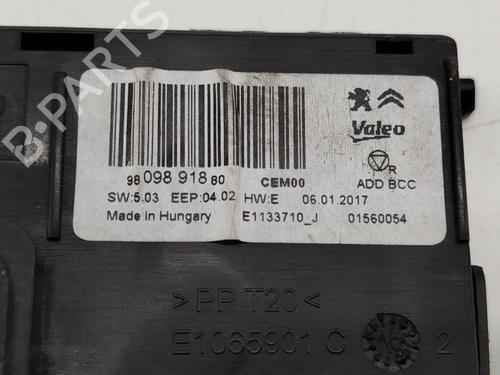 B-PARTS
Valeo
98 098 918 80
CEM00
R
ADD BCC
SW:5.03 EEP:04.02 HW:E 06.01.2017
Made in Hungary E1133710_J 01560054
>PP T20<
E1065901 C 2